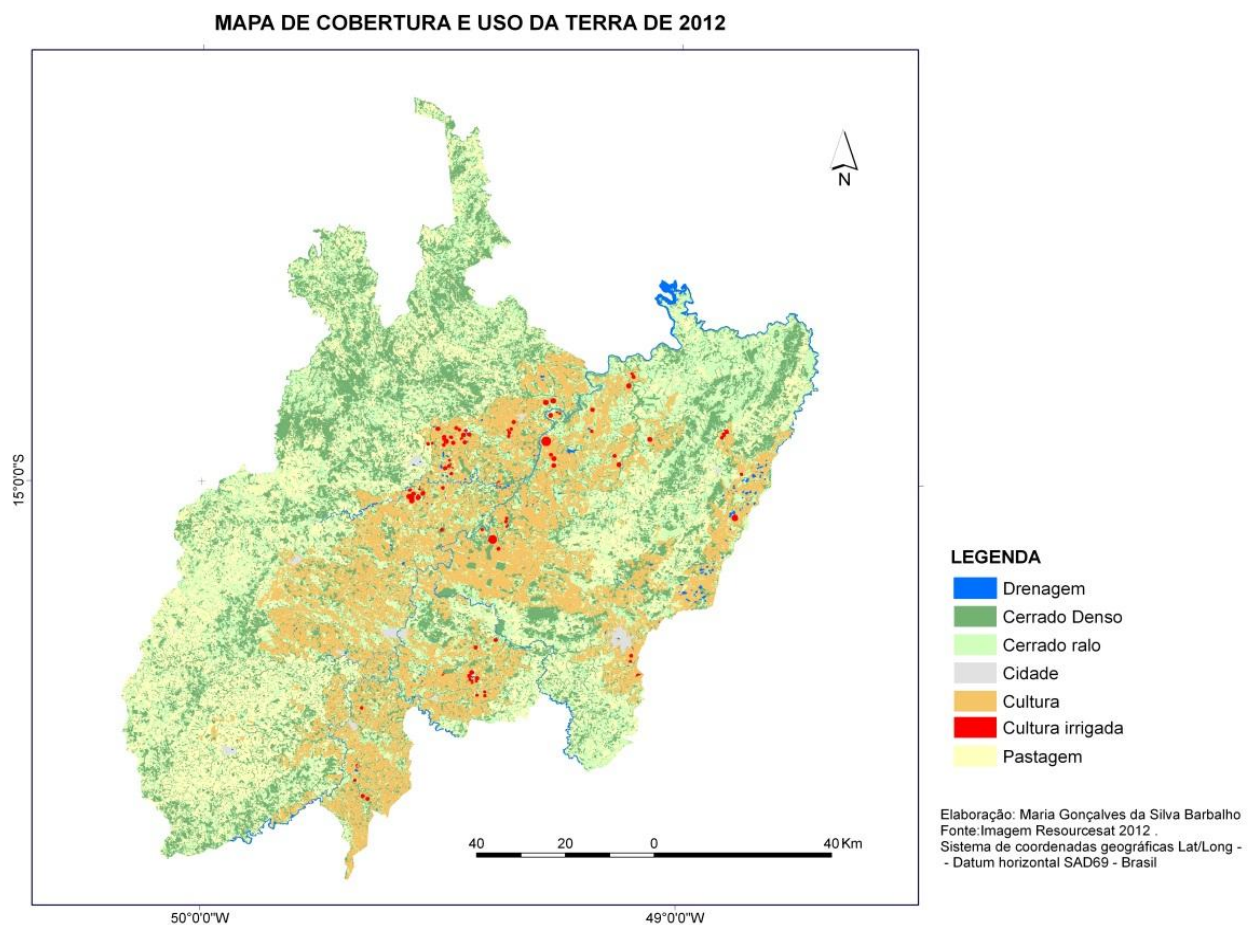 MAPA DE COBERTURA E USO DA TERRA DE 2012
N
15°0'0"S
LEGENDA
Drenagem
Cerrado Denso
Cerrado ralo
Cidade
Cultura
Cultura irrigada
Pastagem
40 20 0 40 Km
Elaboração: Maria Gonçalves da Silva Barbalho
Fonte:Imagem Resourcesat 2012 .
Sistema de coordenadas geográficas Lat/Long -
- Datum horizontal SAD69 - Brasil
50°0'0"W 49°0'0"W